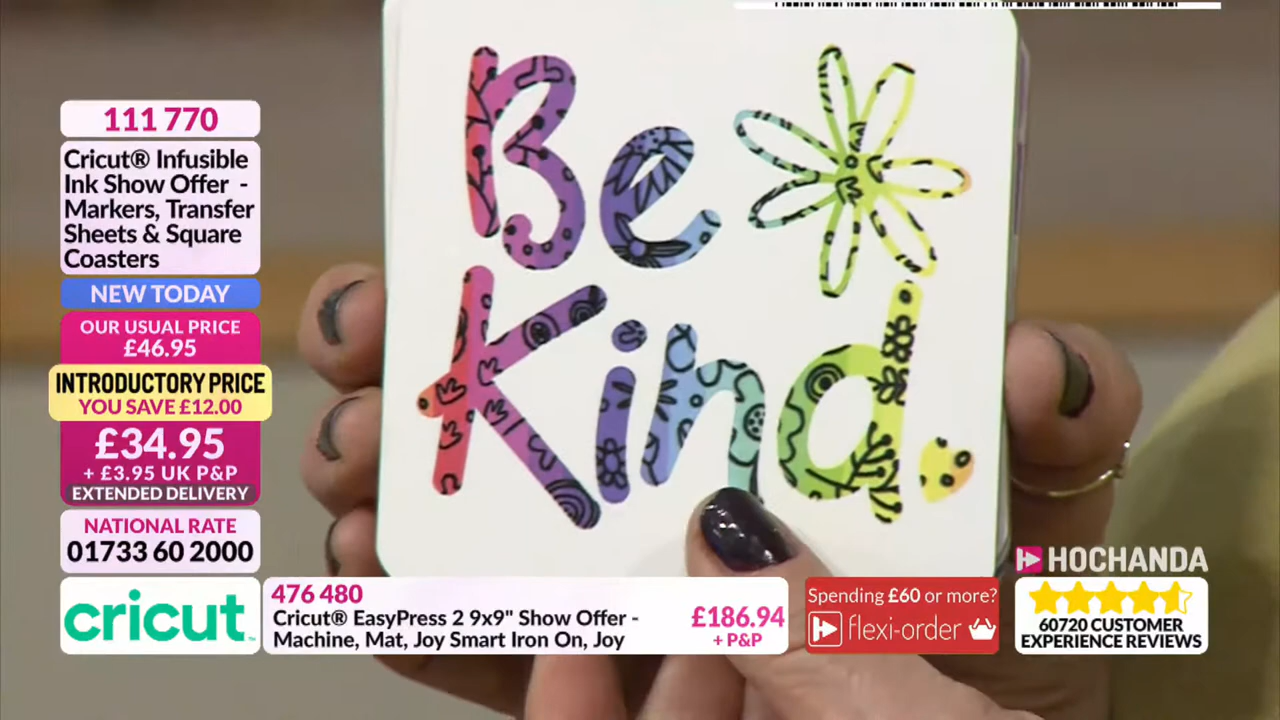 Be
Kind.
111 770
Cricut® Infusible
Ink Show Offer -
Markers, Transfer
Sheets & Square
Coasters
NEW TODAY
OUR USUAL PRICE
£46.95
INTRODUCTORY PRICE
YOU SAVE £12.00
£34.95
+ £3.95 UK P&P
EXTENDED DELIVERY
NATIONAL RATE
01733 60 2000
cricut™
476 480
Cricut® EasyPress 2 9x9" Show Offer -
Machine, Mat, Joy Smart Iron On, Joy
£186.94
+ P&P
Spending £60 or more?
flexi-order
HOCHANDA
60720 CUSTOMER
EXPERIENCE REVIEWS